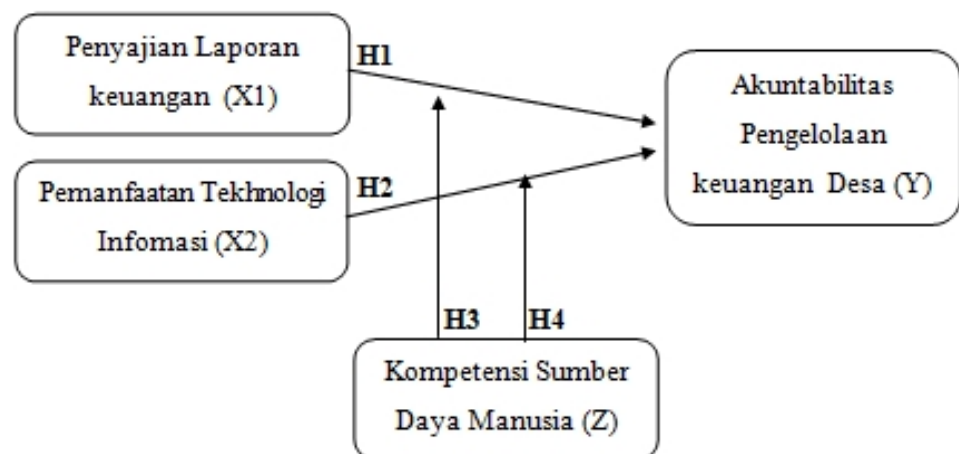 Penyajian Laporan
keuangan (X1)
H1
Akuntabilitas
Pengelolaan
keuangan Desa (Y)
Pemanfaatan Tekhnologi
Infomasi (X2)
H2
H3
H4
Kompetensi Sumber
Daya Manusia (Z)